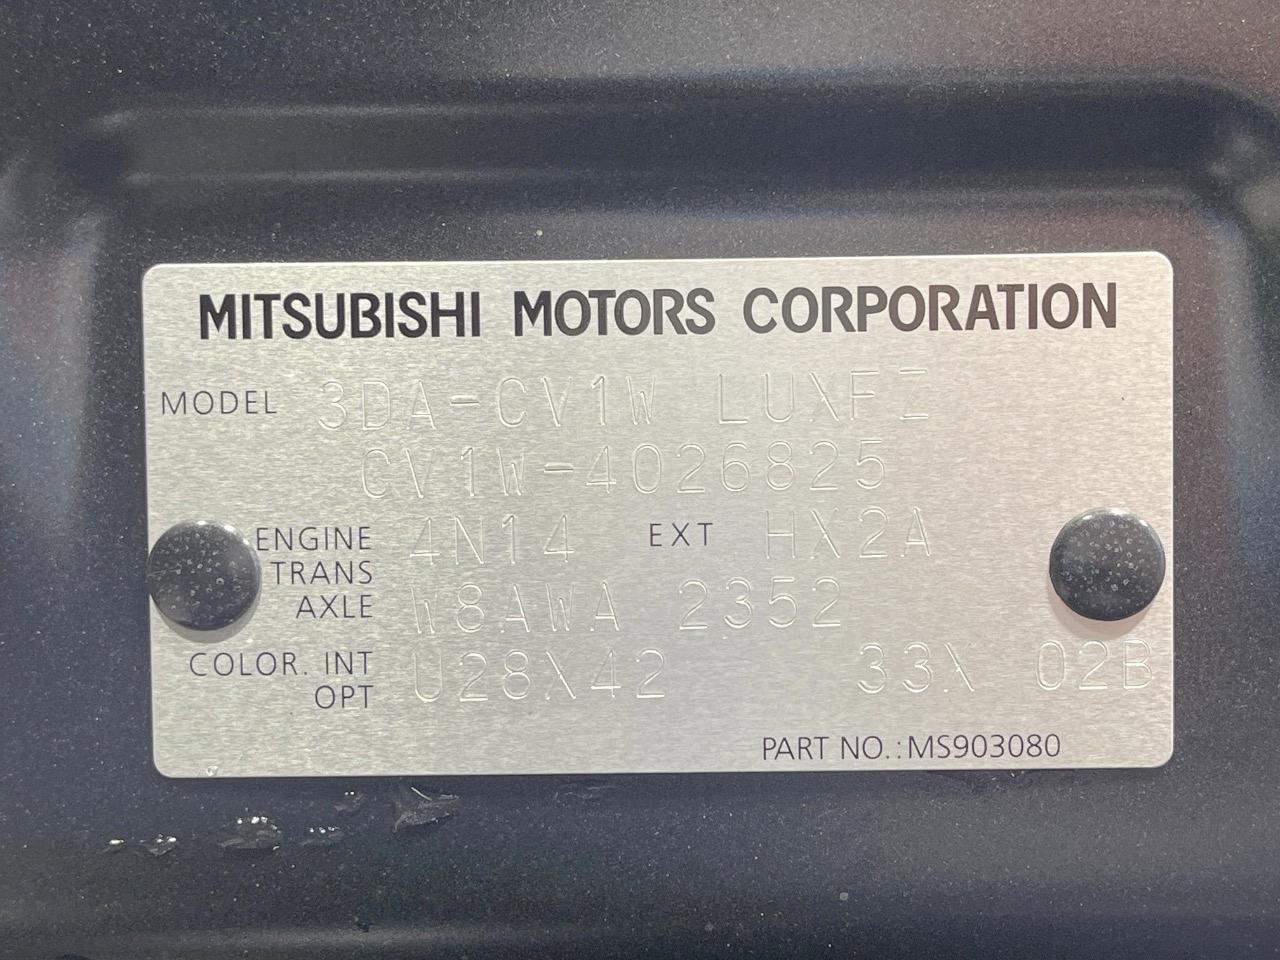 MITSUBISHI MOTORS CORPORATION
MODEL 3DA-CV1W LUXFZ
CV1W-4026825
ENGINE 4N14 EXT HX2A
TRANS
AXLE W8AWA 2352
COLOR. INT
OPT U28X42 33X 02B
PART NO.:MS903080